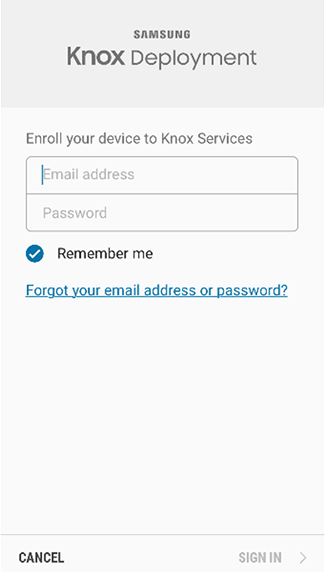 SAMSUNG
Knox Deployment
Enroll your device to Knox Services
Email address
Password
Remember me
Forgot your email address or password?
CANCEL SIGN IN